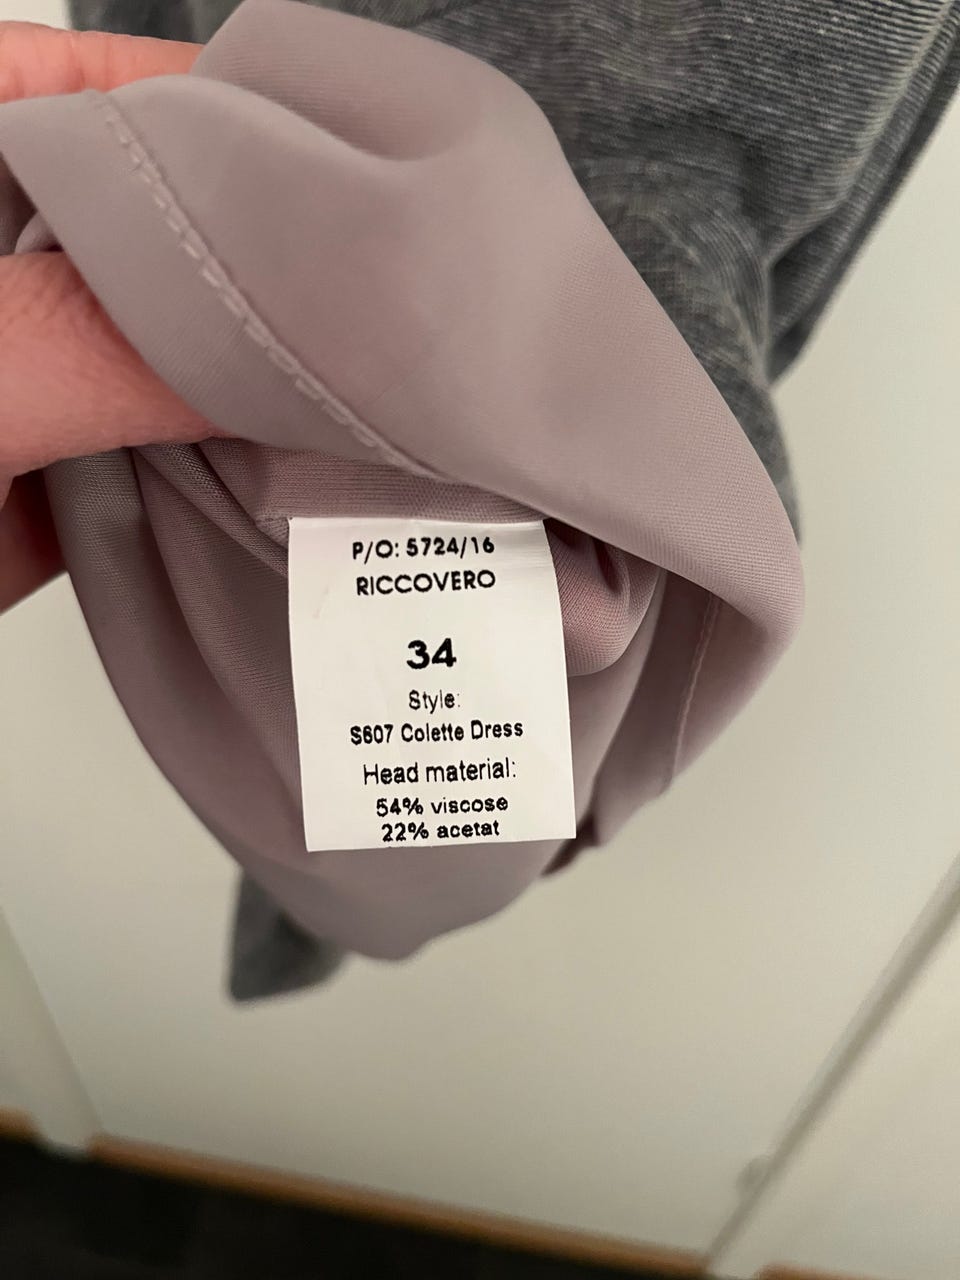 P/O: 5724/16
RICCOVERO
34
Style:
S607 Colette Dress
Head material:
54% viscose
22% acetat